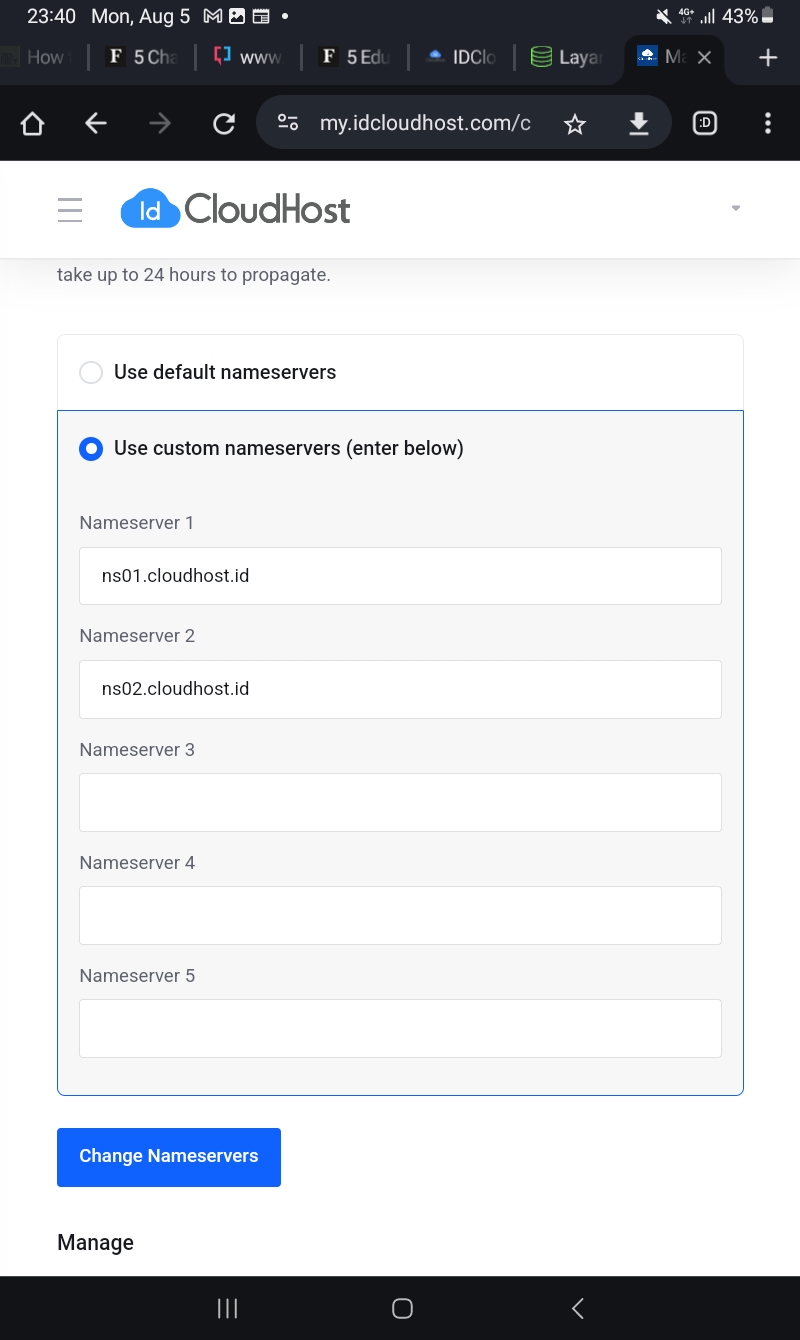 23:40 Mon, Aug 5 4G+ 43%
How F 5 Cha www. F 5 Edu IDClo Layar Ma
my.idcloudhost.com/c :D
Id CloudHost
take up to 24 hours to propagate.
Use default nameservers
Use custom nameservers (enter below)
Nameserver 1
ns01.cloudhost.id
Nameserver 2
ns02.cloudhost.id
Nameserver 3
Nameserver 4
Nameserver 5
Change Nameservers
Manage